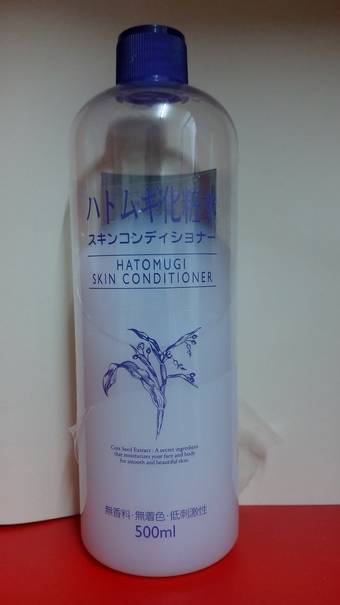 ハトムギ化粧水
スキンコンディショナー
HATOMUGI
SKIN CONDITIONER
Coix Seed Extract : A secret ingredient
that moisturizes your face and body
for smooth and beautiful skin.
無香料・無着色・低刺激性
500ml